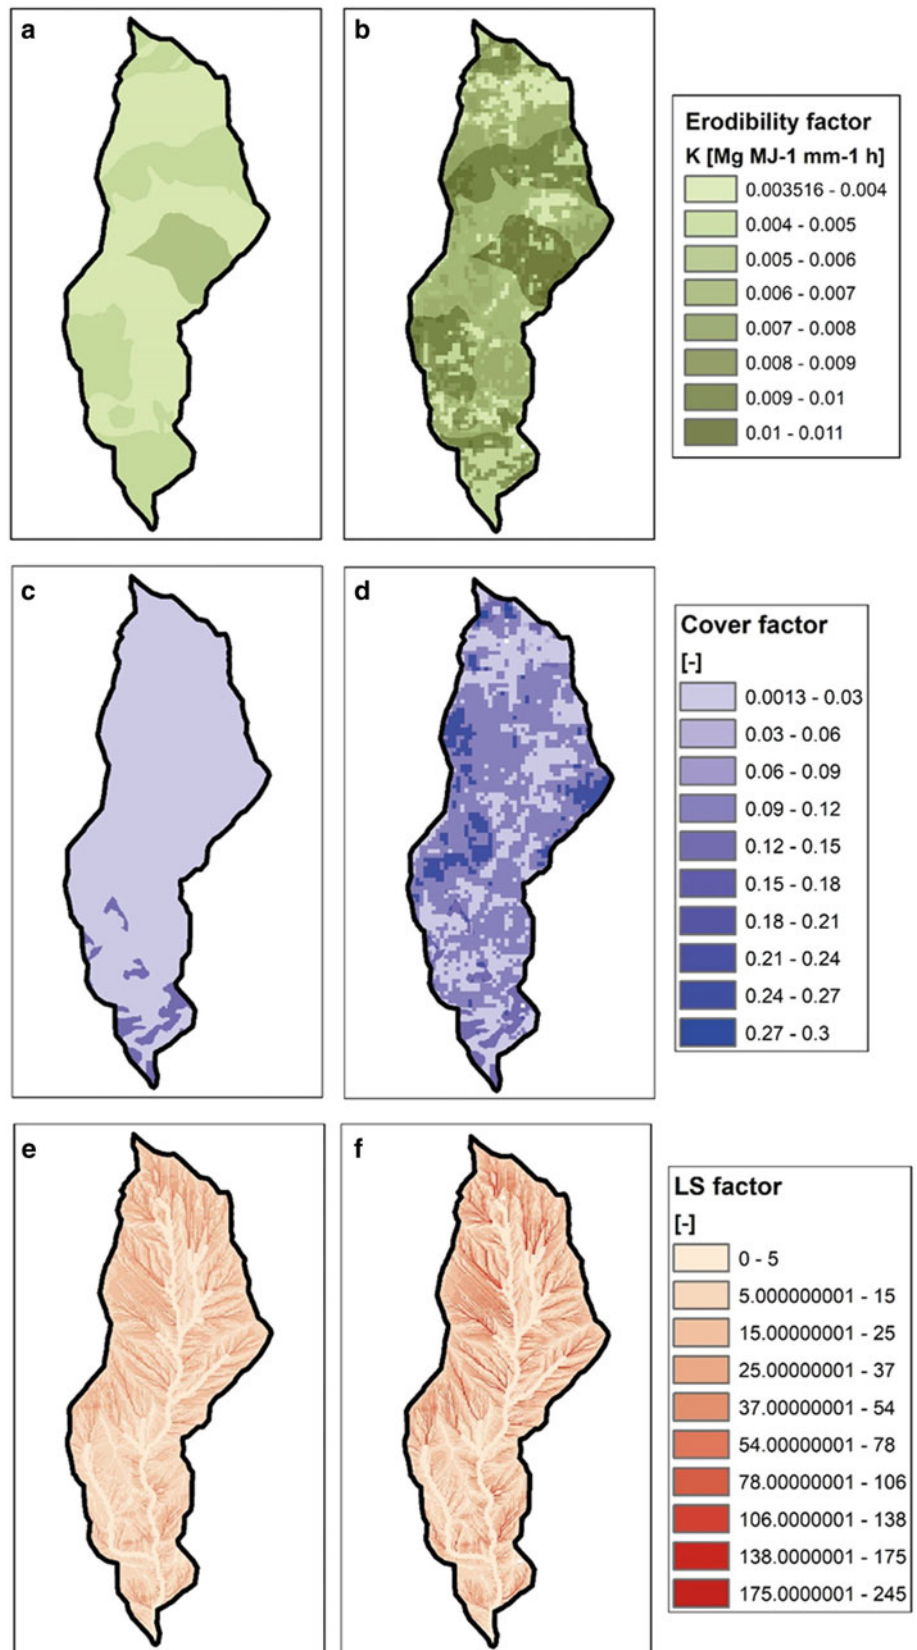 a
b
Erodibility factor
K [Mg MJ-1 mm-1 h]
0.003516 - 0.004
0.004 - 0.005
0.005 - 0.006
0.006 - 0.007
0.007 - 0.008
0.008 - 0.009
0.009 - 0.01
0.01 - 0.011
c
d
Cover factor
[-]
0.0013 - 0.03
0.03 - 0.06
0.06 - 0.09
0.09 - 0.12
0.12 - 0.15
0.15 - 0.18
0.18 - 0.21
0.21 - 0.24
0.24 - 0.27
0.27 - 0.3
e
f
LS factor
[-]
0 - 5
5.000000001 - 15
15.00000001 - 25
25.00000001 - 37
37.00000001 - 54
54.00000001 - 78
78.00000001 - 106
106.0000001 - 138
138.0000001 - 175
175.0000001 - 245